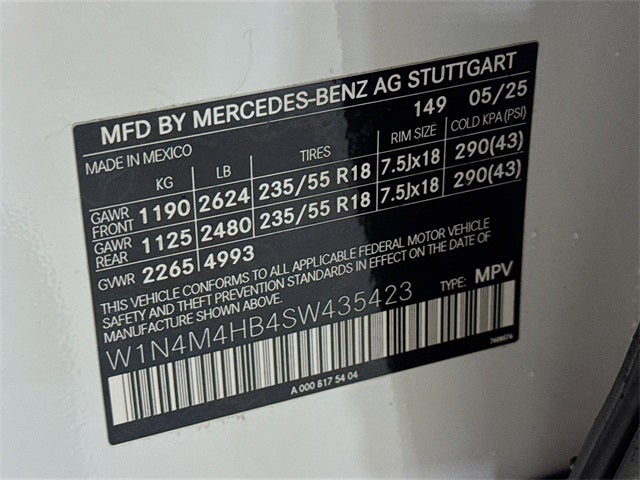 MFD BY MERCEDES-BENZ AG STUTTGART
149 05/25
MADE IN MEXICO
KG LB TIRES RIM SIZE COLD KPA (PSI)
GAWR FRONT 1190 2624 235/55 R18 7.5Jx18 290(43)
GAWR REAR 1125 2480 235/55 R18 7.5Jx18 290(43)
GVWR 2265 4993
THIS VEHICLE CONFORMS TO ALL APPLICABLE FEDERAL MOTOR VEHICLE
SAFETY AND THEFT PREVENTION STANDARDS IN EFFECT ON THE DATE OF
MANUFACTURE SHOWN ABOVE.
W1N4M4HB4SW435423 TYPE: MPV
A 000 817 54 04